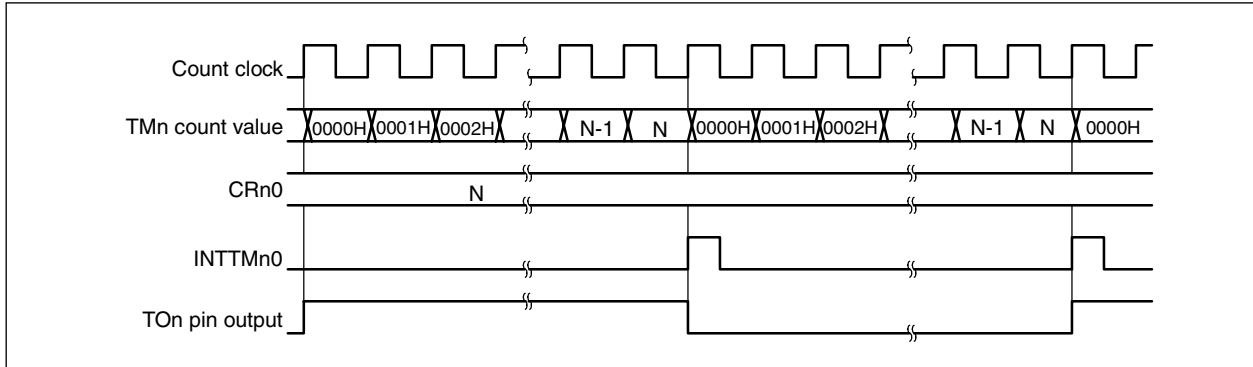 Count clock
TMn count value 0000H 0001H 0002H N-1 N 0000H 0001H 0002H N-1 N 0000H
CRn0 N
INTTMn0
TOn pin output